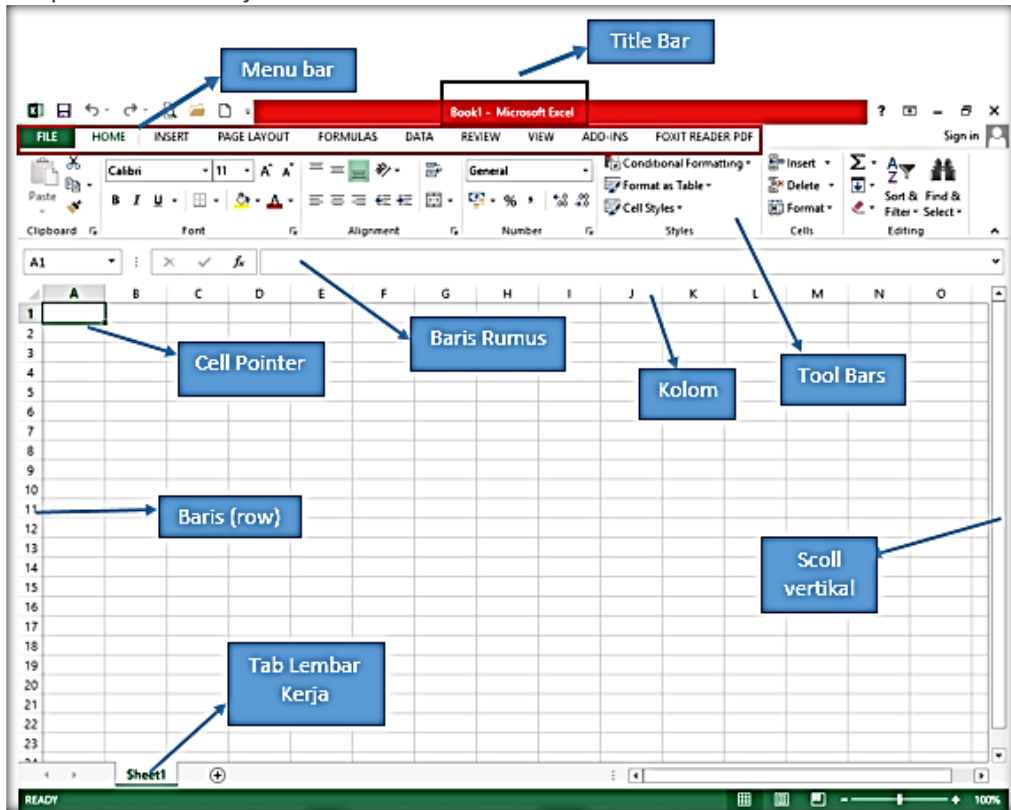 Title Bar
Menu bar
Book1 - Microsoft Excel
FILE HOME INSERT PAGE LAYOUT FORMULAS DATA REVIEW VIEW ADD-INS FOXIT READER PDF Sign in
Calibri 11 General Conditional Formatting Insert
Paste B I U % Format as Table Delete Sort & Find &
Cell Styles Format Filter Select
Clipboard Font Alignment Number Styles Cells Editing
A1 fx
A B C D E F G H I J K L M N O
1
2
Baris Rumus
3
Cell Pointer
4
Tool Bars
Kolom
5
6
7
8
9
10
11
Baris (row)
12
13
14
Scoll
vertikal
15
16
17
18
19
Tab Lembar
Kerja
20
21
22
23
Sheet1
READY 100%